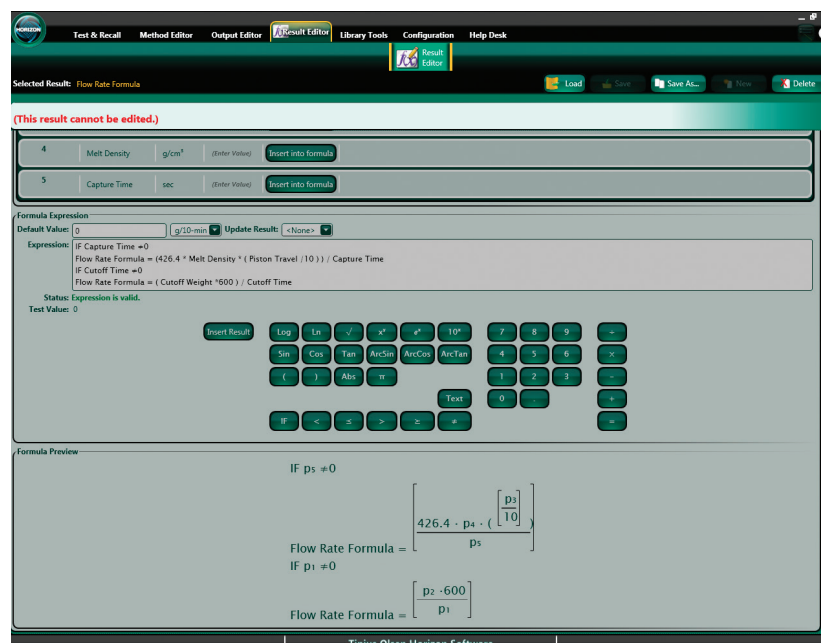 HORIZON
Test & Recall Method Editor Output Editor Result Editor Library Tools Configuration Help Desk
Result
Editor
Selected Result: Flow Rate Formula Load Save Save As... New Delete
(This result cannot be edited.)
4 Melt Density g/cm³ (Enter Value) Insert into formula
5 Capture Time sec (Enter Value) Insert into formula
Formula Expression
Default Value: 0 g/10-min Update Result: <None>
Expression: IF Capture Time ≠0
Flow Rate Formula = (426.4 * Melt Density * ( Piston Travel /10 ) ) / Capture Time
IF Cutoff Time ≠0
Flow Rate Formula = ( Cutoff Weight *600 ) / Cutoff Time
Status: Expression is valid.
Test Value: 0
Insert Result Log Ln √ xⁿ eˣ 10ˣ 7 8 9 ÷
Sin Cos Tan ArcSin ArcCos ArcTan 4 5 6 ×
( ) Abs π 1 2 3 -
Text 0 . +
IF < ≤ > ≥ ≠ =
Formula Preview
IF p5 ≠0
Flow Rate Formula = [426.4 · p4 · ( [p3/10] ) / p5]
IF p1 ≠0
Flow Rate Formula = [p2 ·600 / p1]
Tinius Olsen Horizon Software